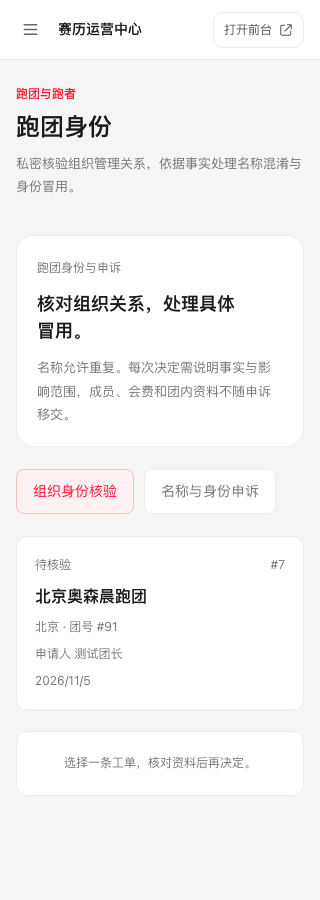 赛历运营中心
打开前台
跑团与跑者
跑团身份
私密核验组织管理关系，依据事实处理名称混淆与
身份冒用。
跑团身份与申诉
核对组织关系，处理具体
冒用。
名称允许重复。每次决定需说明事实与影
响范围，成员、会费和团内资料不随申诉
移交。
组织身份核验
名称与身份申诉
待核验
#7
北京奥森晨跑团
北京 · 团号 #91
申请人 测试团长
2026/11/5
选择一条工单，核对资料后再决定。